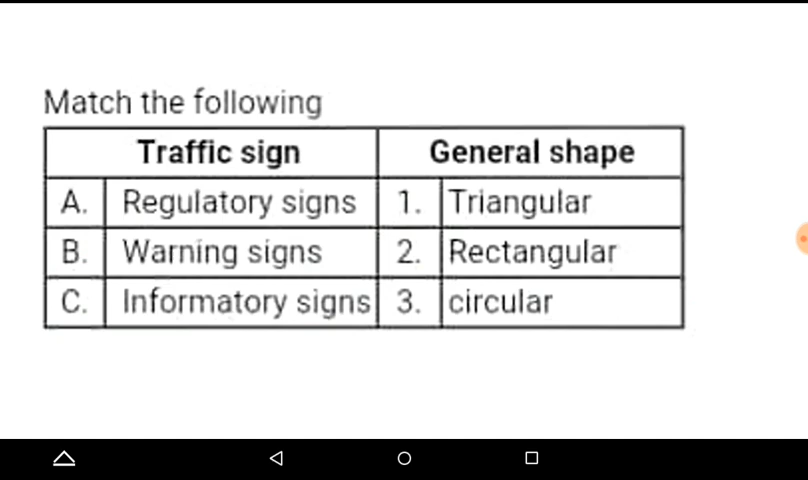 Match the following
Traffic sign General shape
A. Regulatory signs 1. Triangular
B. Warning signs 2. Rectangular
C. Informatory signs 3. circular